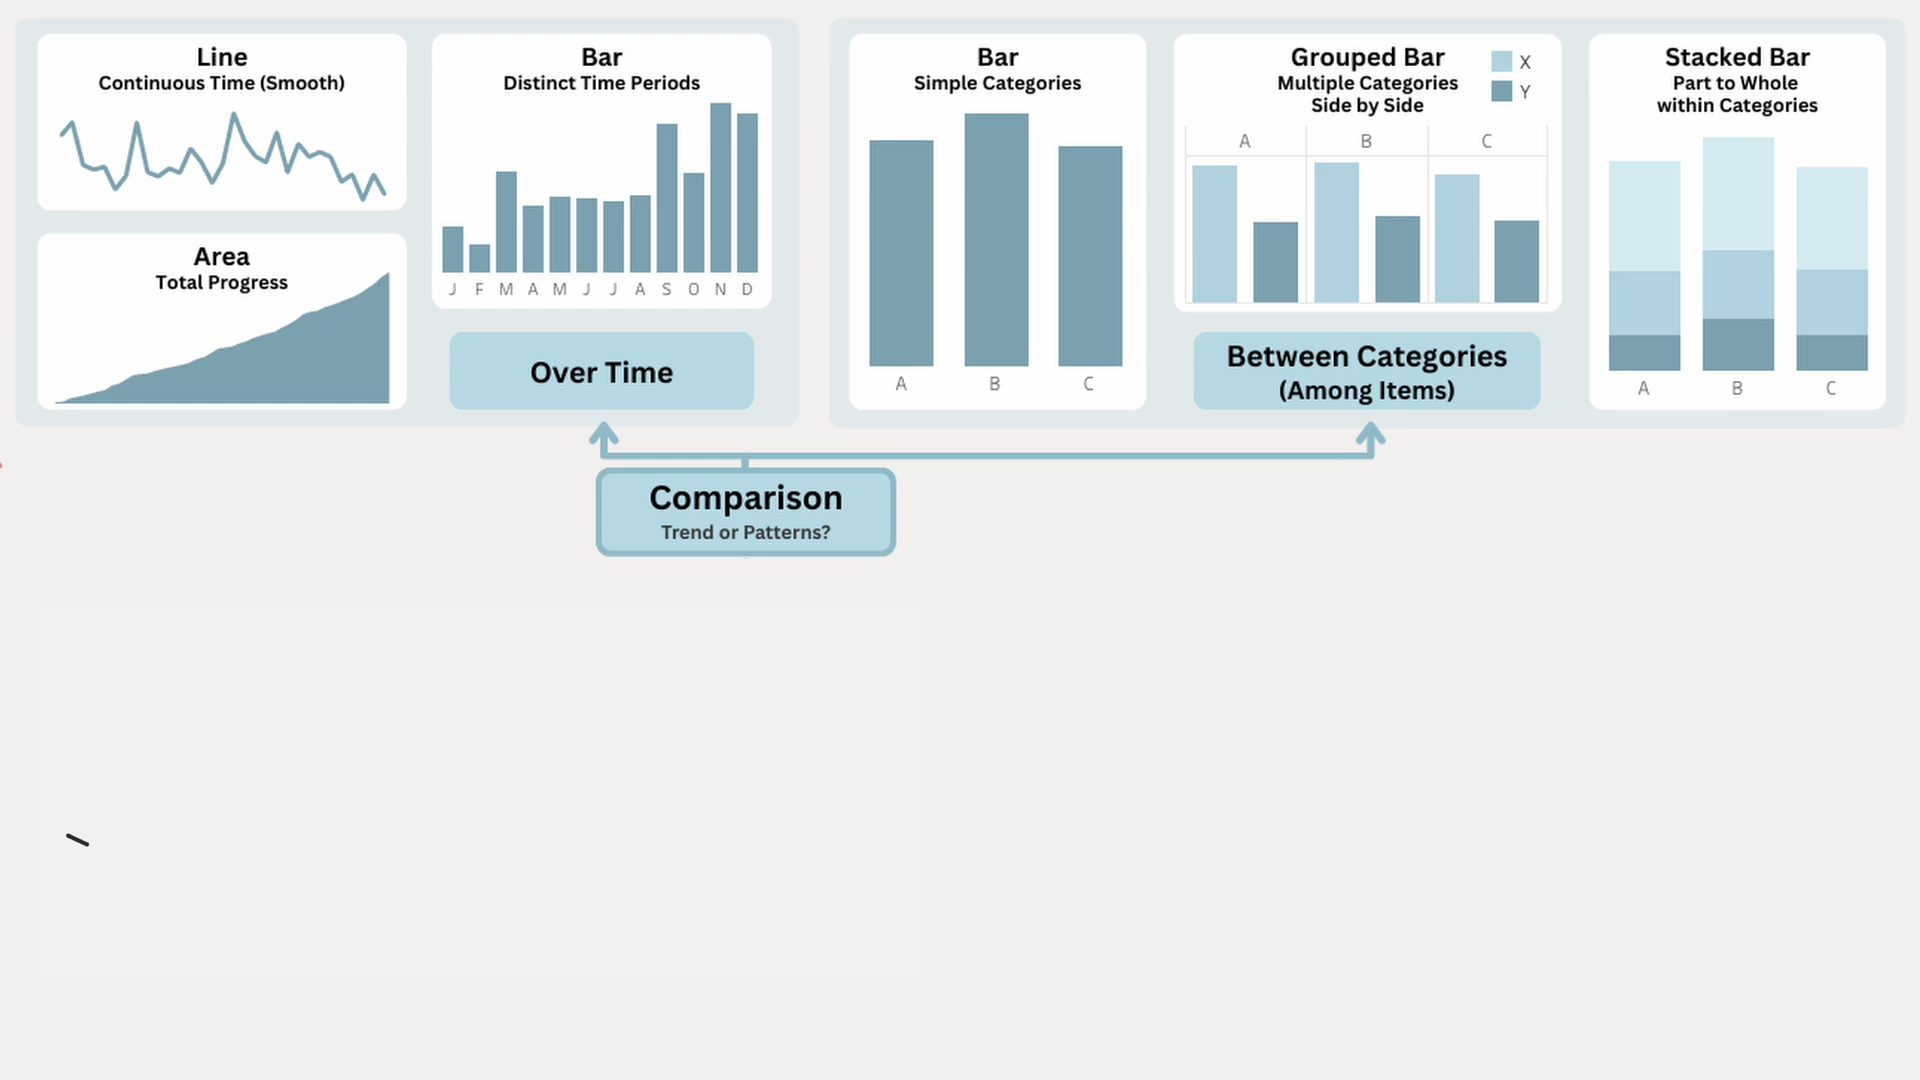 Line
Continuous Time (Smooth)
Area
Total Progress
Bar
Distinct Time Periods
J F M A M J J A S O N D
Over Time
Bar
Simple Categories
A B C
Grouped Bar
Multiple Categories
Side by Side
X
Y
A B C
Between Categories
(Among Items)
Stacked Bar
Part to Whole
within Categories
A B C
Comparison
Trend or Patterns?